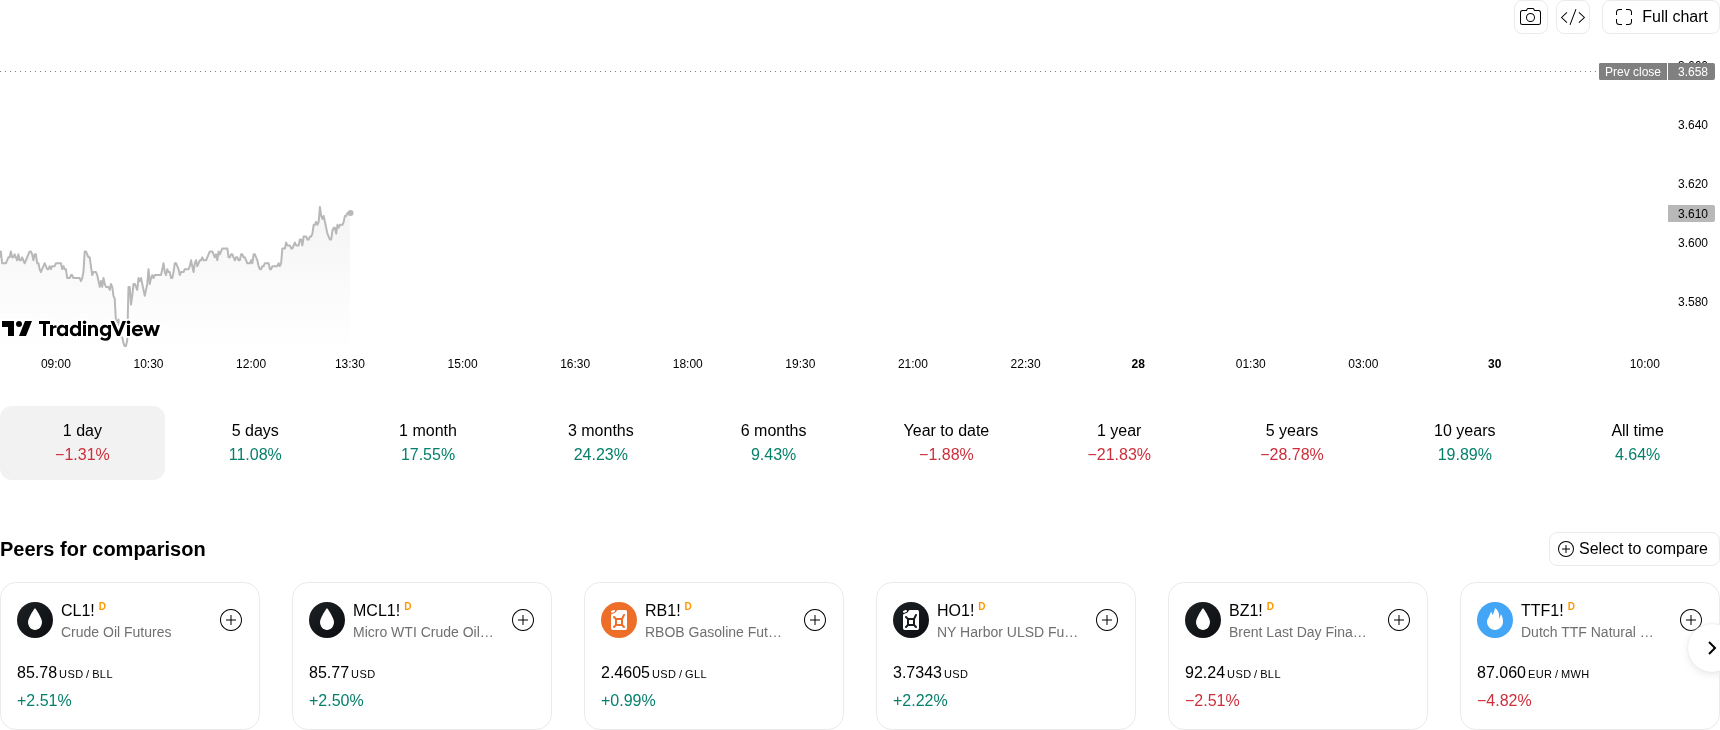 Full chart
Prev close 3.658
3.640
3.620
3.610
3.600
3.580
TradingView
09:00 10:30 12:00 13:30 15:00 16:30 18:00 19:30 21:00 22:30 28 01:30 03:00 30 10:00
1 day 5 days 1 month 3 months 6 months Year to date 1 year 5 years 10 years All time
−1.31% 11.08% 17.55% 24.23% 9.43% −1.88% −21.83% −28.78% 19.89% 4.64%
Peers for comparison
Select to compare
CL1! D
Crude Oil Futures
85.78 USD / BLL
+2.51%
MCL1! D
Micro WTI Crude Oil…
85.77 USD
+2.50%
RB1! D
RBOB Gasoline Fut…
2.4605 USD / GLL
+0.99%
HO1! D
NY Harbor ULSD Fu…
3.7343 USD
+2.22%
BZ1! D
Brent Last Day Fina…
92.24 USD / BLL
−2.51%
TTF1! D
Dutch TTF Natural …
87.060 EUR / MWH
−4.82%